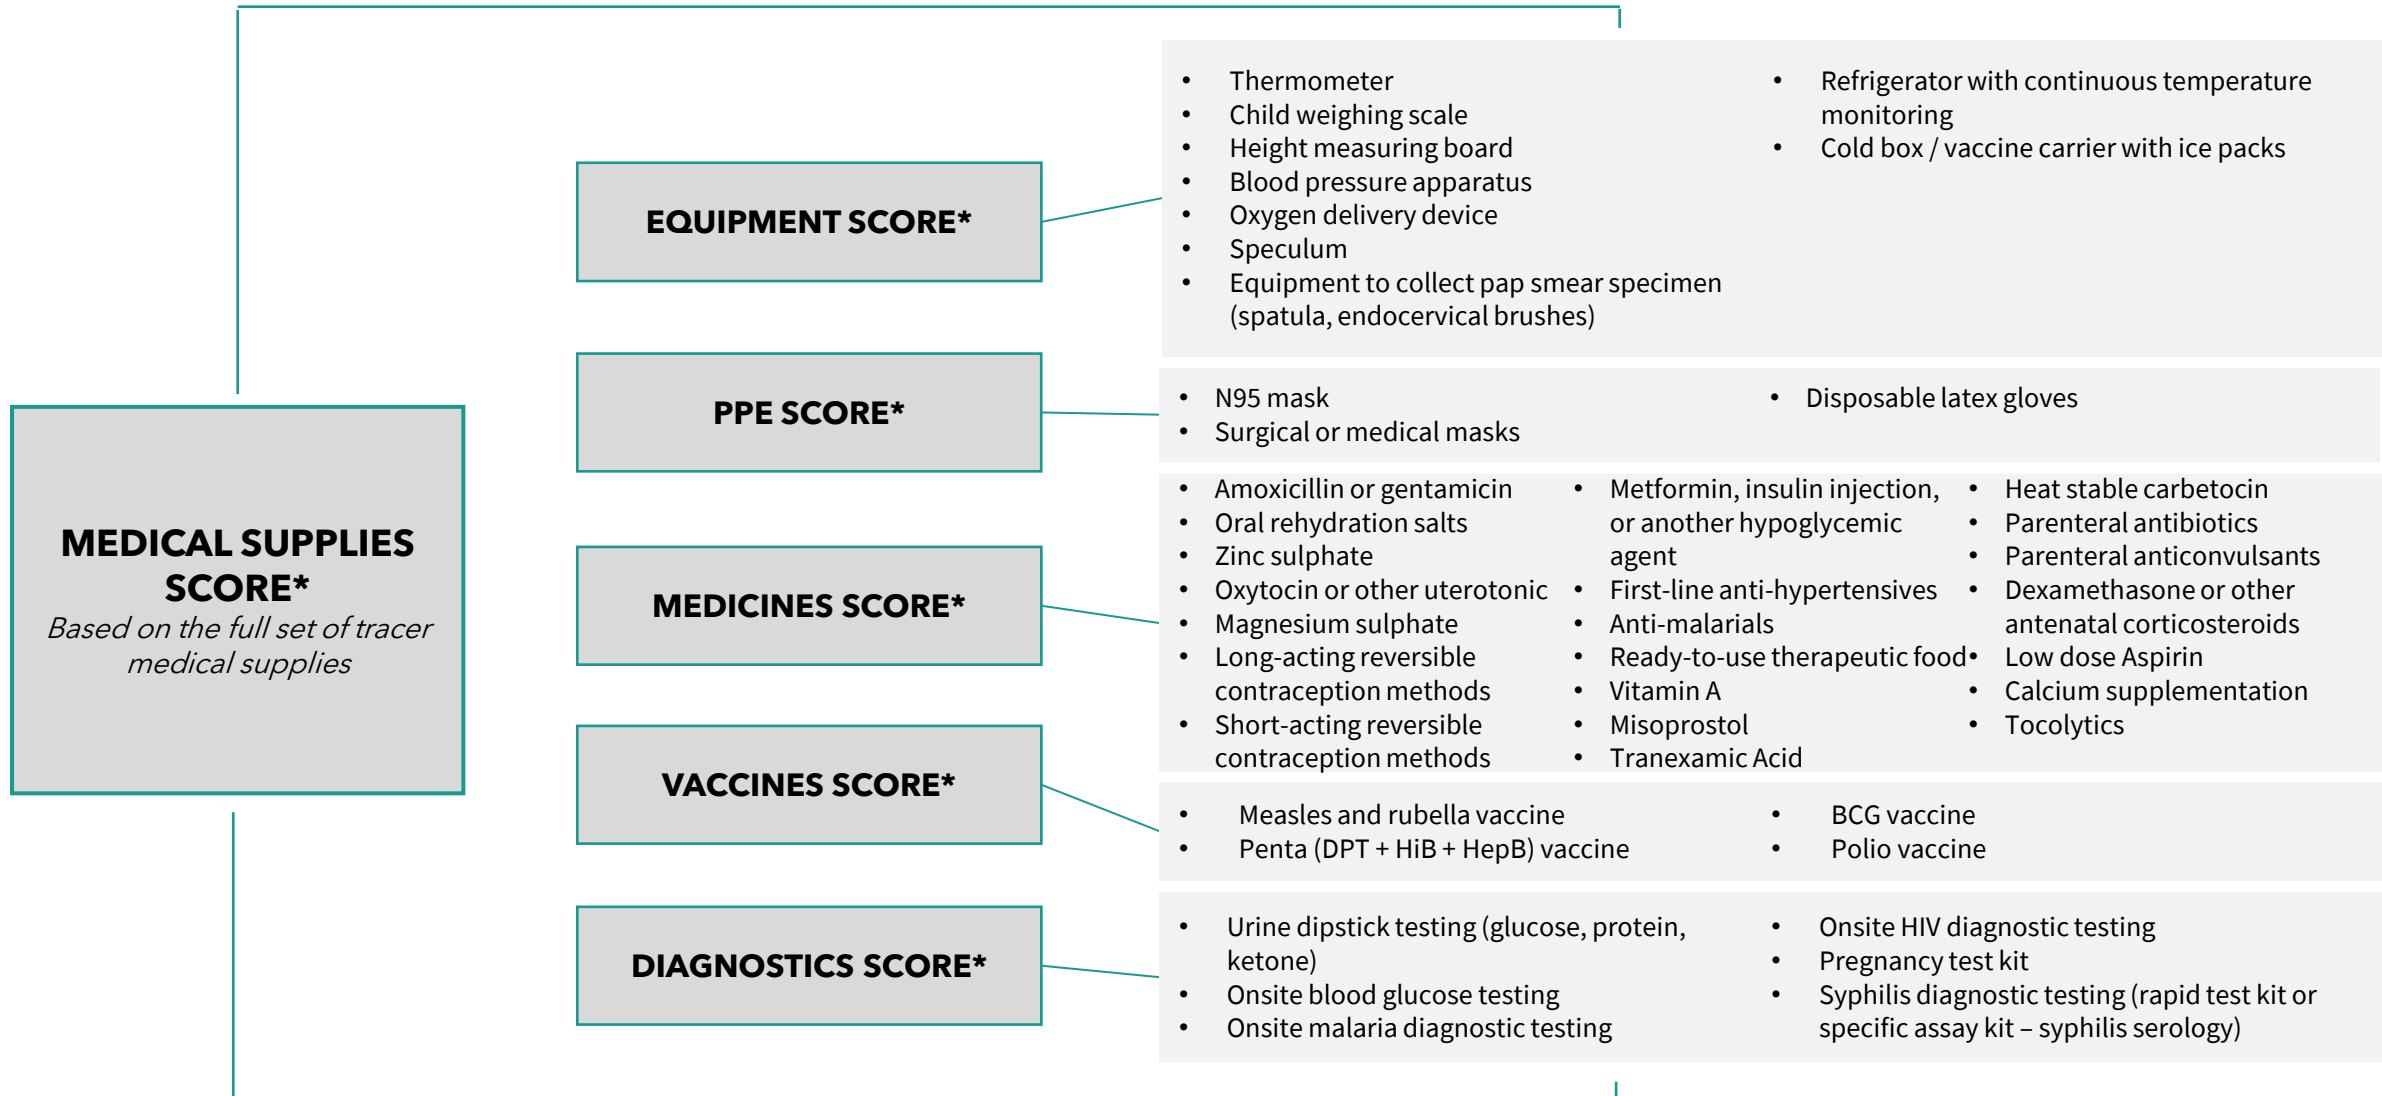 MEDICAL SUPPLIES
SCORE*
Based on the full set of tracer
medical supplies
EQUIPMENT SCORE*
• Thermometer
• Child weighing scale
• Height measuring board
• Blood pressure apparatus
• Oxygen delivery device
• Speculum
• Equipment to collect pap smear specimen
(spatula, endocervical brushes)
• Refrigerator with continuous temperature
monitoring
• Cold box / vaccine carrier with ice packs
PPE SCORE*
• N95 mask
• Surgical or medical masks
• Disposable latex gloves
MEDICINES SCORE*
• Amoxicillin or gentamicin
• Oral rehydration salts
• Zinc sulphate
• Oxytocin or other uterotonic
• Magnesium sulphate
• Long-acting reversible
contraception methods
• Short-acting reversible
contraception methods
• Metformin, insulin injection,
or another hypoglycemic
agent
• First-line anti-hypertensives
• Anti-malarials
• Ready-to-use therapeutic food
• Vitamin A
• Misoprostol
• Tranexamic Acid
• Heat stable carbetocin
• Parenteral antibiotics
• Parenteral anticonvulsants
• Dexamethasone or other
antenatal corticosteroids
• Low dose Aspirin
• Calcium supplementation
• Tocolytics
VACCINES SCORE*
• Measles and rubella vaccine
• Penta (DPT + HiB + HepB) vaccine
• BCG vaccine
• Polio vaccine
DIAGNOSTICS SCORE*
• Urine dipstick testing (glucose, protein,
ketone)
• Onsite blood glucose testing
• Onsite malaria diagnostic testing
• Onsite HIV diagnostic testing
• Pregnancy test kit
• Syphilis diagnostic testing (rapid test kit or
specific assay kit – syphilis serology)